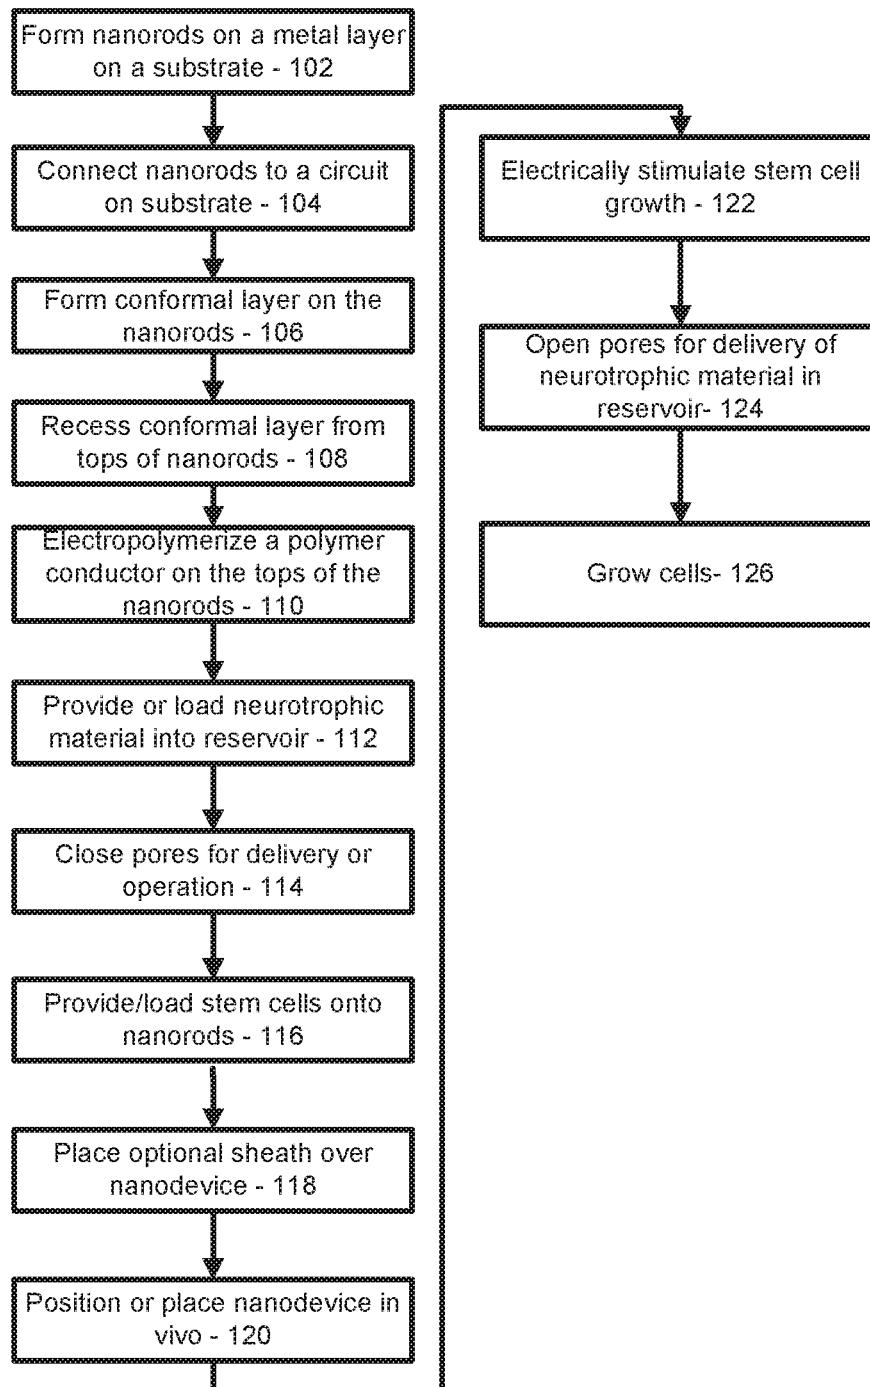 Form nanorods on a metal layer
on a substrate - 102
Connect nanorods to a circuit
on substrate - 104
Form conformal layer on the
nanorods - 106
Recess conformal layer from
tops of nanorods - 108
Electropolymerize a polymer
conductor on the tops of the
nanorods - 110
Provide or load neurotrophic
material into reservoir - 112
Close pores for delivery or
operation - 114
Provide/load stem cells onto
nanorods - 116
Place optional sheath over
nanodevice - 118
Position or place nanodevice in
vivo - 120
Electrically stimulate stem cell
growth - 122
Open pores for delivery of
neurotrophic material in
reservoir- 124
Grow cells- 126